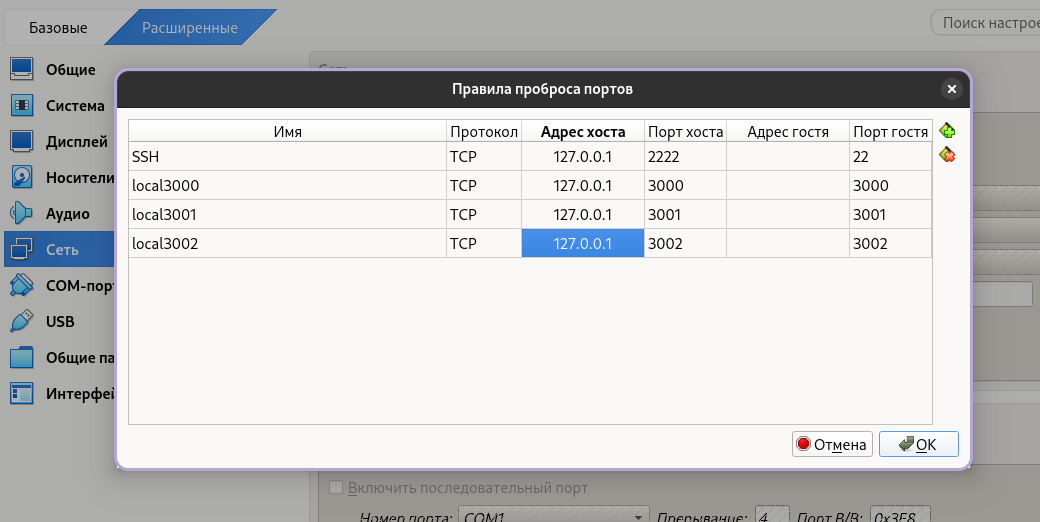 Базовые Расширенные Поиск настрое
Общие
Система
Дисплей
Носители
Аудио
Сеть
COM-пор
USB
Общие па
Интерфей
Правила проброса портов
Имя Протокол Адрес хоста Порт хоста Адрес гостя Порт гостя
SSH TCP 127.0.0.1 2222 22
local3000 TCP 127.0.0.1 3000 3000
local3001 TCP 127.0.0.1 3001 3001
local3002 TCP 127.0.0.1 3002 3002
Отмена OK
Включить последовательный порт
Номер порта: COM1 Прерывание: 4 Порт В/В: 0x3F8